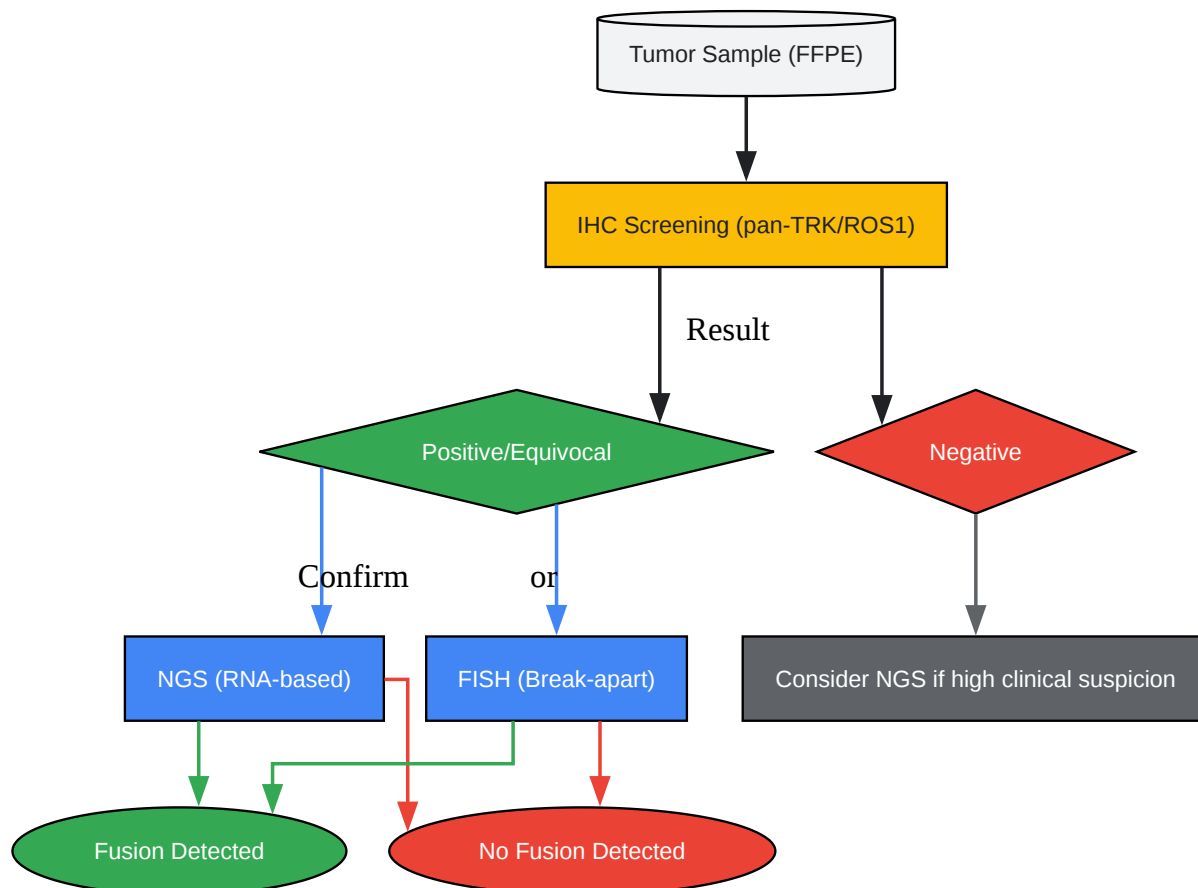 Tumor Sample (FFPE)
IHC Screening (pan-TRK/ROS1)
Result
Positive/Equivocal
Negative
Confirm
or
NGS (RNA-based)
FISH (Break-apart)
Consider NGS if high clinical suspicion
Fusion Detected
No Fusion Detected